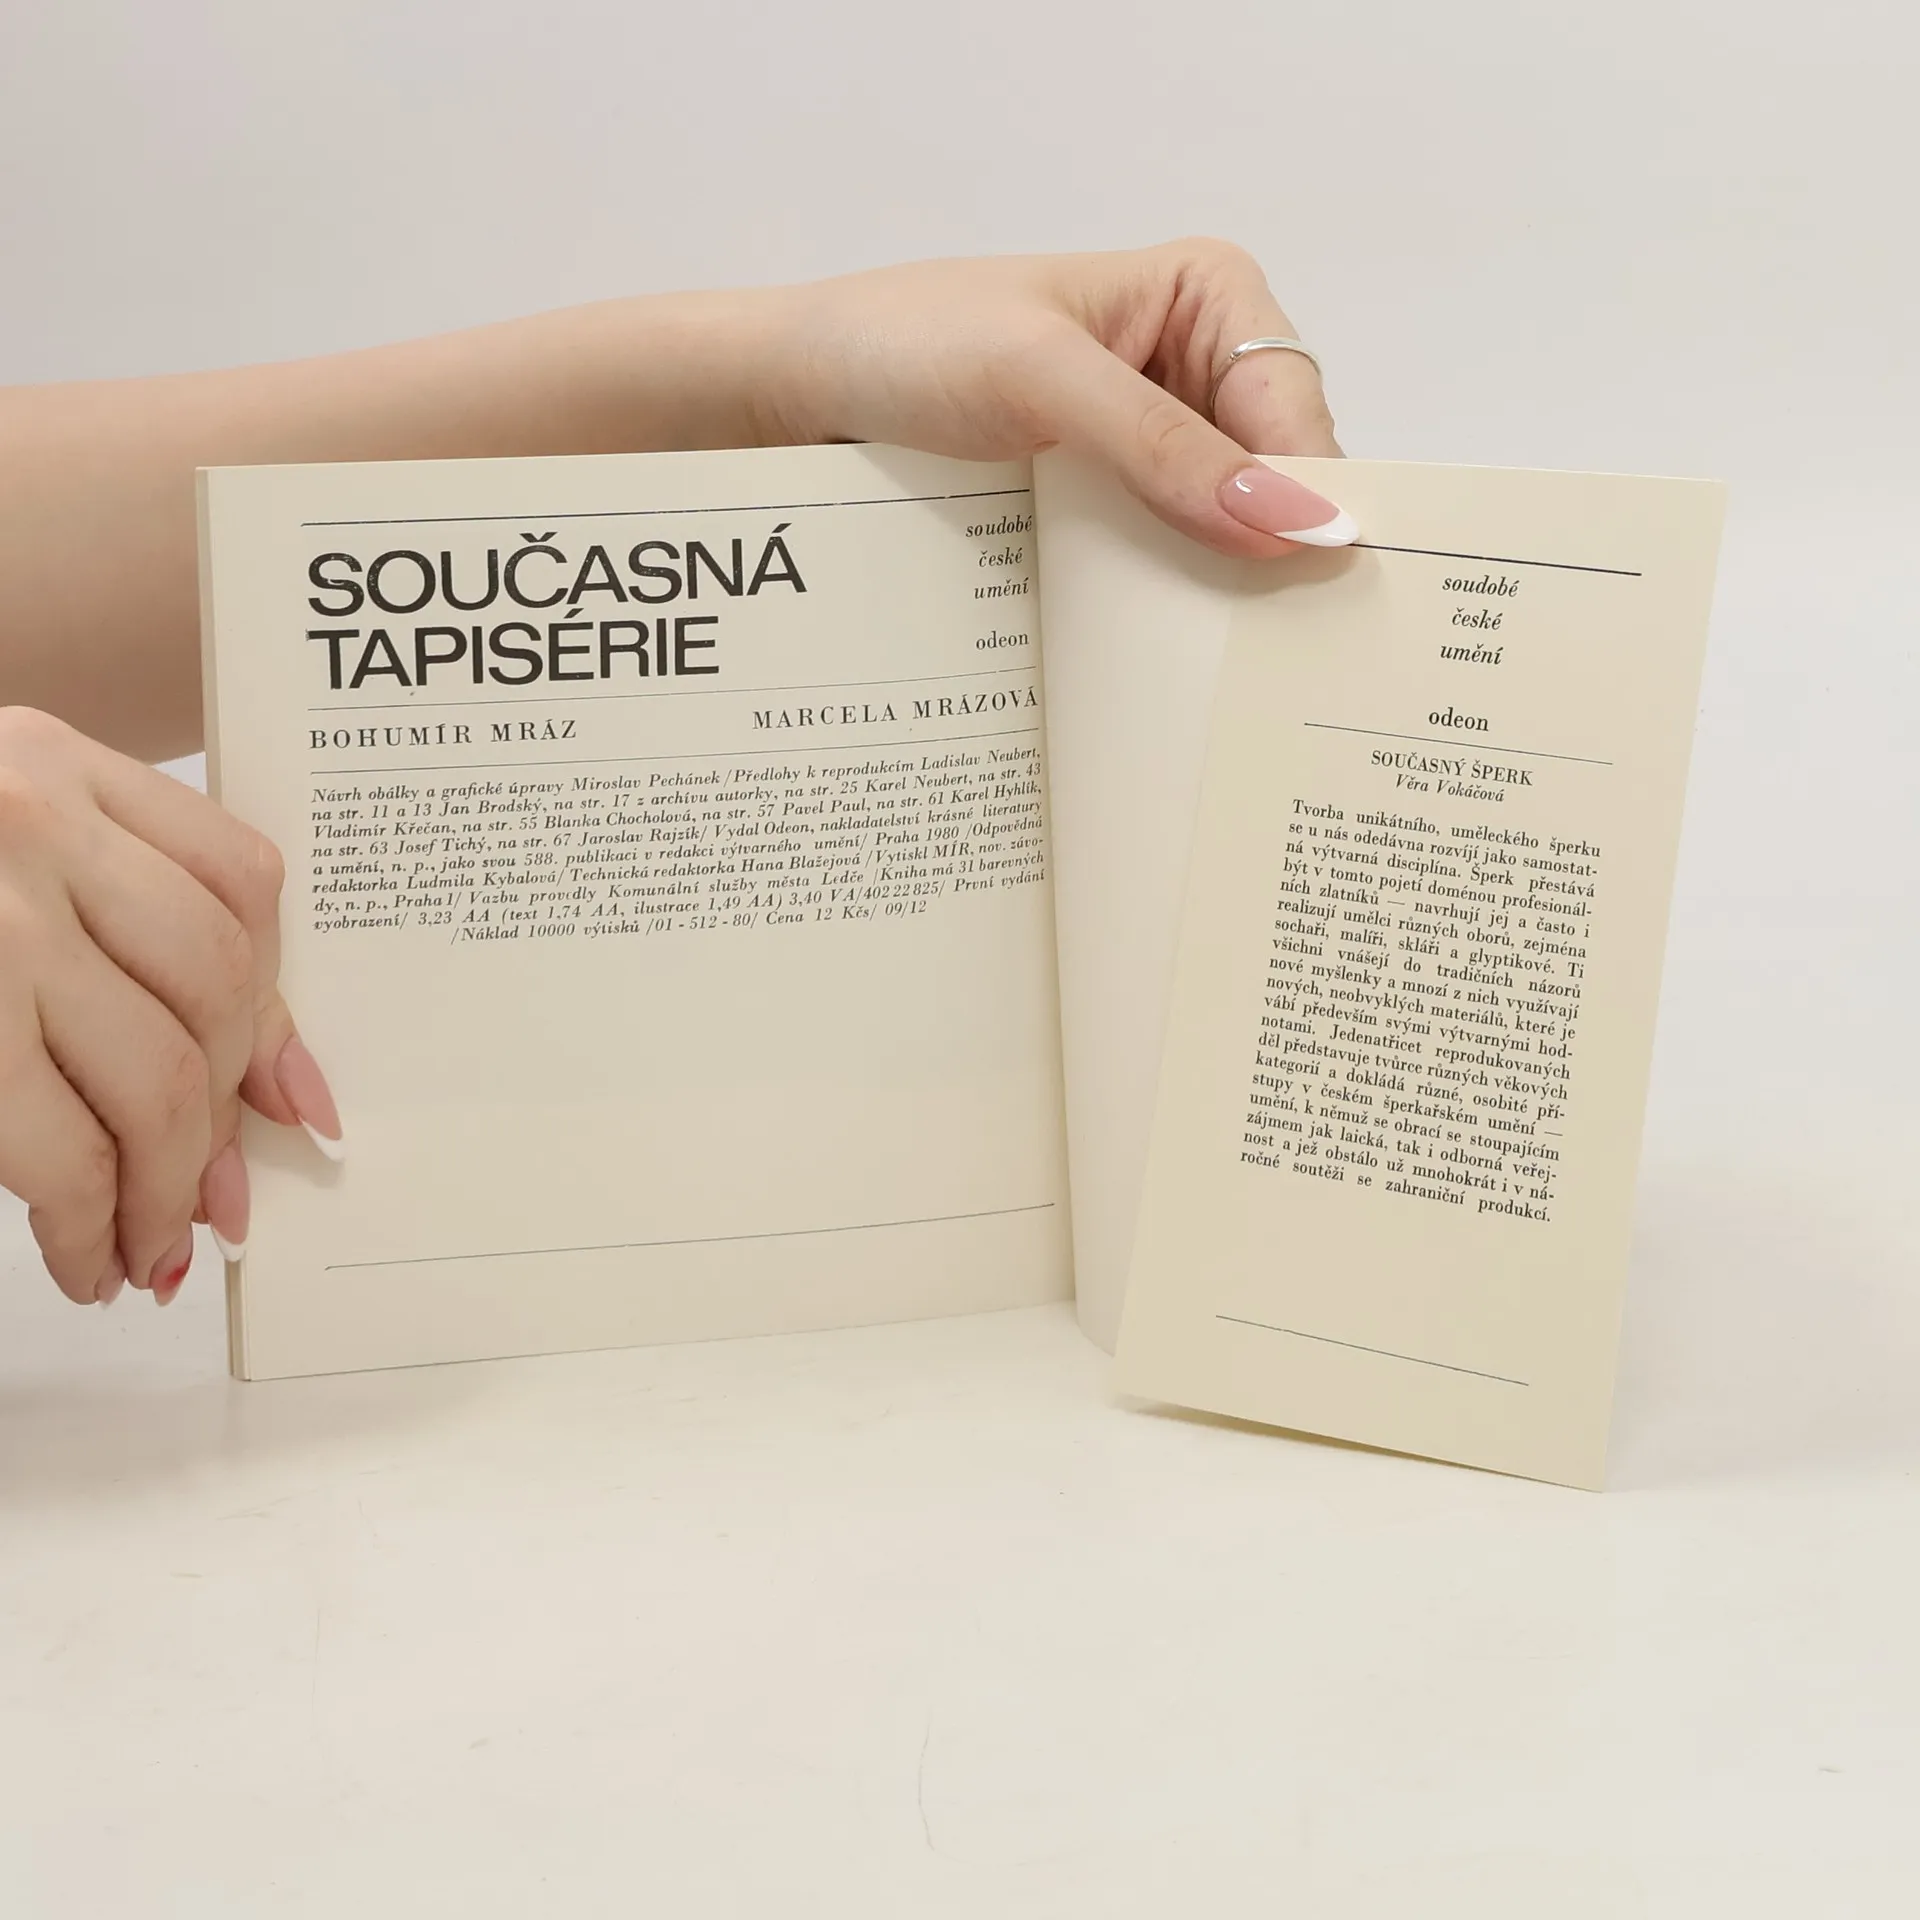 SOUČASNÁ
TAPISÉRIE
soudobé
české
umění
odeon
BOHUMÍR MRÁZ
MARCELA MRÁZOVÁ
Návrh obálky a grafické úpravy Miroslav Pechánek /Předlohy k reprodukcím Ladislav Neubert,
na str. 11 a 13 Jan Brodský, na str. 17 z archívu autorky, na str. 25 Karel Neubert, na str. 43
Vladimír Křečan, na str. 55 Blanka Chocholová, na str. 57 Pavel Paul, na str. 61 Karel Hyhlík,
na str. 63 Josef Tichý, na str. 67 Jaroslav Rajzík/ Vydal Odeon, nakladatelství krásné literatury
a umění, n. p., jako svou 588. publikaci v redakci výtvarného umění/ Praha 1980 /Odpovědná
redaktorka Ludmila Kybalová/ Technická redaktorka Hana Blažejová /Vytiskl MÍR, nov. závo-
dy, n. p., Praha 1/ Vazbu provedly Komunální služby města Ledče /Kniha má 31 barevných
vyobrazení/ 3,23 AA (text 1,74 AA, ilustrace 1,49 AA) 3,40 VA/402 22 825/ První vydání
/Náklad 10000 výtisků /01 - 512 - 80/ Cena 12 Kčs/ 09/12
soudobé
české
umění
odeon
SOUČASNÝ ŠPERK
Věra Vokáčová
Tvorba unikátního, uměleckého šperku
se u nás odedávna rozvíjí jako samostat-
ná výtvarná disciplína. Šperk přestává
být v tomto pojetí doménou profesionál-
ních zlatníků — navrhují jej a často i
realizují umělci různých oborů, zejména
sochaři, malíři, skláři a glyptikové. Ti
všichni vnášejí do tradičních názorů
nové myšlenky a mnozí z nich využívají
nových, neobvyklých materiálů, které je
vábí především svými výtvarnými hod-
notami. Jedenatřicet reprodukovaných
děl představuje tvůrce různých věkových
kategorií a dokládá různé, osobité pří-
stupy v českém šperkařském umění —
umění, k němuž se obrací se stoupajícím
zájmem jak laická, tak i odborná veřej-
nost a jež obstálo už mnohokrát i v ná-
ročné soutěži se zahraniční produkcí.